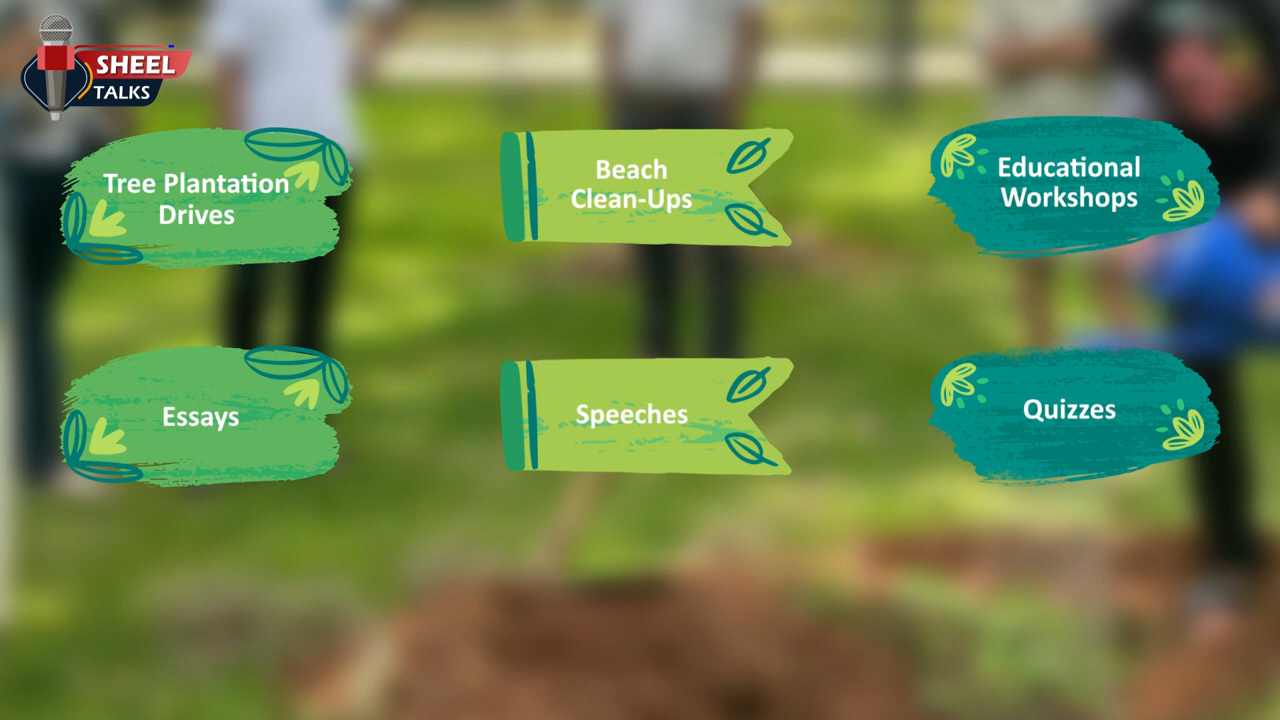 SHEEL
TALKS
Tree Plantation
Drives
Beach
Clean-Ups
Educational
Workshops
Essays
Speeches
Quizzes